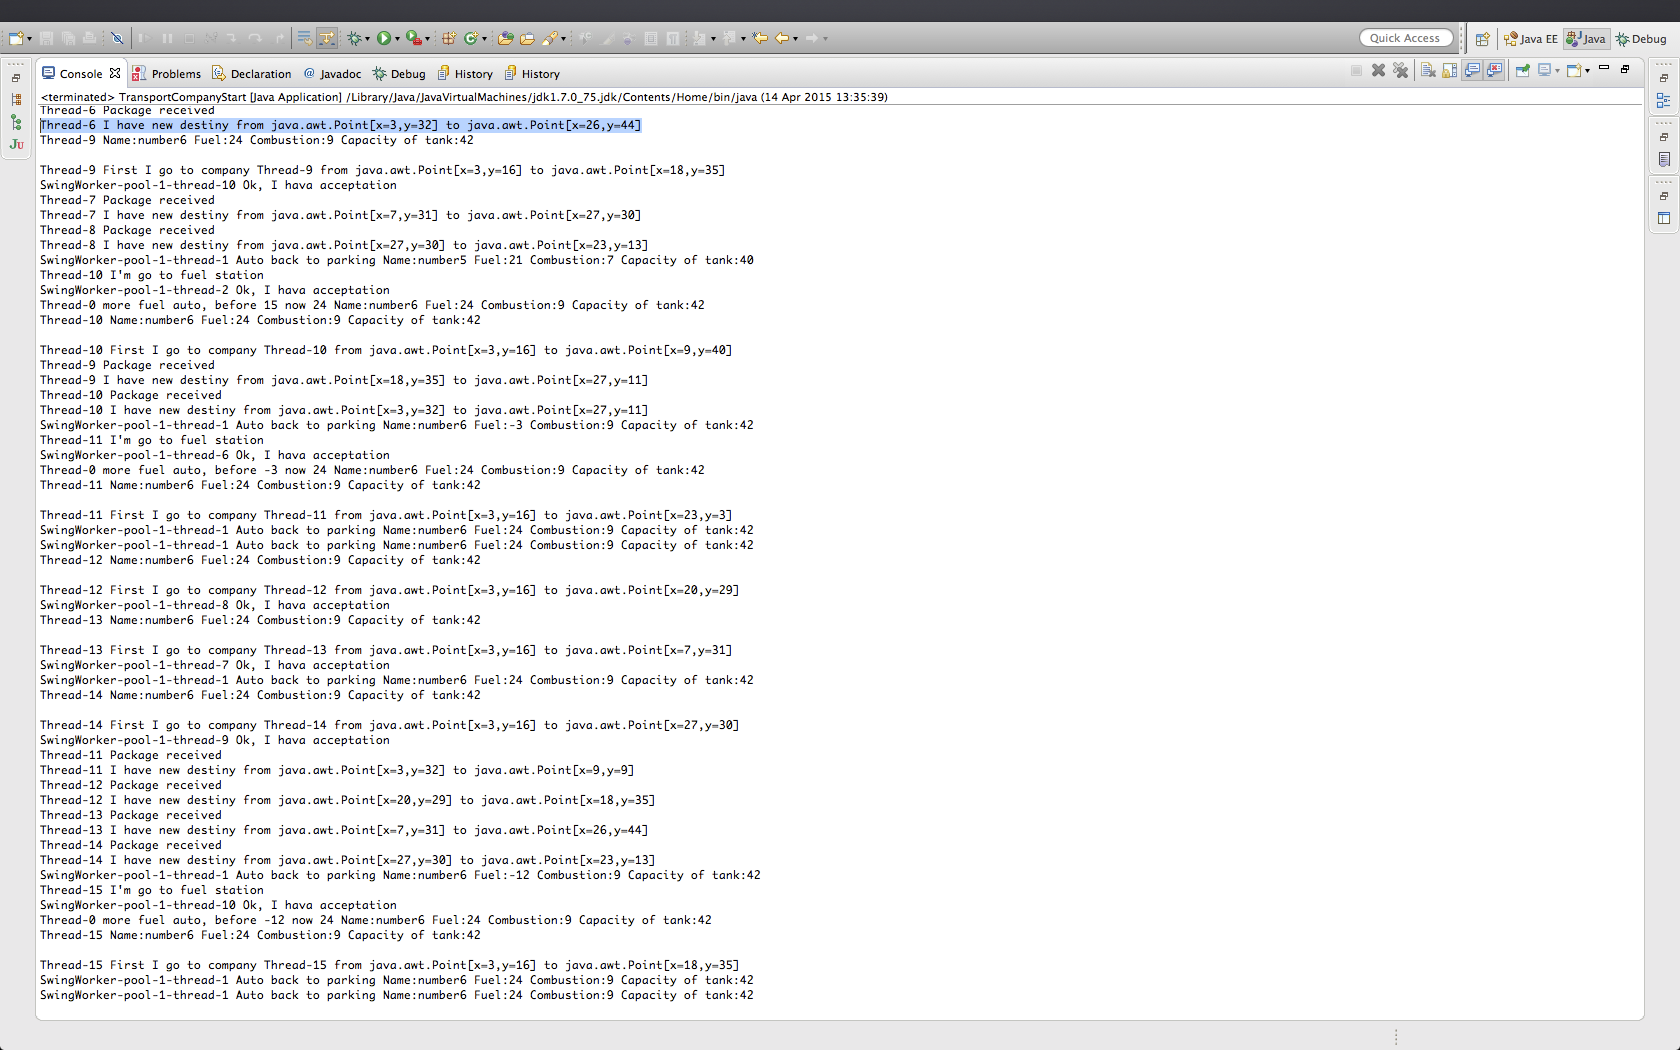 Quick Access
Java EE
Java
Debug
Console
Problems
Declaration
@ Javadoc
Debug
History
History
<terminated> TransportCompanyStart [Java Application] /Library/Java/JavaVirtualMachines/jdk1.7.0_75.jdk/Contents/Home/bin/java (14 Apr 2015 13:35:39)
Thread-6 Package received
Thread-6 I have new destiny from java.awt.Point[x=3,y=32] to java.awt.Point[x=26,y=44]
Thread-9 Name:number6 Fuel:24 Combustion:9 Capacity of tank:42
Thread-9 First I go to company Thread-9 from java.awt.Point[x=3,y=16] to java.awt.Point[x=18,y=35]
SwingWorker-pool-1-thread-10 Ok, I hava acceptation
Thread-7 Package received
Thread-7 I have new destiny from java.awt.Point[x=7,y=31] to java.awt.Point[x=27,y=30]
Thread-8 Package received
Thread-8 I have new destiny from java.awt.Point[x=27,y=30] to java.awt.Point[x=23,y=13]
SwingWorker-pool-1-thread-1 Auto back to parking Name:number5 Fuel:21 Combustion:7 Capacity of tank:40
Thread-10 I'm go to fuel station
SwingWorker-pool-1-thread-2 Ok, I hava acceptation
Thread-0 more fuel auto, before 15 now 24 Name:number6 Fuel:24 Combustion:9 Capacity of tank:42
Thread-10 Name:number6 Fuel:24 Combustion:9 Capacity of tank:42
Thread-10 First I go to company Thread-10 from java.awt.Point[x=3,y=16] to java.awt.Point[x=9,y=40]
Thread-9 Package received
Thread-9 I have new destiny from java.awt.Point[x=18,y=35] to java.awt.Point[x=27,y=11]
Thread-10 Package received
Thread-10 I have new destiny from java.awt.Point[x=3,y=32] to java.awt.Point[x=27,y=11]
SwingWorker-pool-1-thread-1 Auto back to parking Name:number6 Fuel:-3 Combustion:9 Capacity of tank:42
Thread-11 I'm go to fuel station
SwingWorker-pool-1-thread-6 Ok, I hava acceptation
Thread-0 more fuel auto, before -3 now 24 Name:number6 Fuel:24 Combustion:9 Capacity of tank:42
Thread-11 Name:number6 Fuel:24 Combustion:9 Capacity of tank:42
Thread-11 First I go to company Thread-11 from java.awt.Point[x=3,y=16] to java.awt.Point[x=23,y=3]
SwingWorker-pool-1-thread-1 Auto back to parking Name:number6 Fuel:24 Combustion:9 Capacity of tank:42
SwingWorker-pool-1-thread-1 Auto back to parking Name:number6 Fuel:24 Combustion:9 Capacity of tank:42
Thread-12 Name:number6 Fuel:24 Combustion:9 Capacity of tank:42
Thread-12 First I go to company Thread-12 from java.awt.Point[x=3,y=16] to java.awt.Point[x=20,y=29]
SwingWorker-pool-1-thread-8 Ok, I hava acceptation
Thread-13 Name:number6 Fuel:24 Combustion:9 Capacity of tank:42
Thread-13 First I go to company Thread-13 from java.awt.Point[x=3,y=16] to java.awt.Point[x=7,y=31]
SwingWorker-pool-1-thread-7 Ok, I hava acceptation
SwingWorker-pool-1-thread-1 Auto back to parking Name:number6 Fuel:24 Combustion:9 Capacity of tank:42
Thread-14 Name:number6 Fuel:24 Combustion:9 Capacity of tank:42
Thread-14 First I go to company Thread-14 from java.awt.Point[x=3,y=16] to java.awt.Point[x=27,y=30]
SwingWorker-pool-1-thread-9 Ok, I hava acceptation
Thread-11 Package received
Thread-11 I have new destiny from java.awt.Point[x=3,y=32] to java.awt.Point[x=9,y=9]
Thread-12 Package received
Thread-12 I have new destiny from java.awt.Point[x=20,y=29] to java.awt.Point[x=18,y=35]
Thread-13 Package received
Thread-13 I have new destiny from java.awt.Point[x=7,y=31] to java.awt.Point[x=26,y=44]
Thread-14 Package received
Thread-14 I have new destiny from java.awt.Point[x=27,y=30] to java.awt.Point[x=23,y=13]
SwingWorker-pool-1-thread-1 Auto back to parking Name:number6 Fuel:-12 Combustion:9 Capacity of tank:42
Thread-15 I'm go to fuel station
SwingWorker-pool-1-thread-10 Ok, I hava acceptation
Thread-0 more fuel auto, before -12 now 24 Name:number6 Fuel:24 Combustion:9 Capacity of tank:42
Thread-15 Name:number6 Fuel:24 Combustion:9 Capacity of tank:42
Thread-15 First I go to company Thread-15 from java.awt.Point[x=3,y=16] to java.awt.Point[x=18,y=35]
SwingWorker-pool-1-thread-1 Auto back to parking Name:number6 Fuel:24 Combustion:9 Capacity of tank:42
SwingWorker-pool-1-thread-1 Auto back to parking Name:number6 Fuel:24 Combustion:9 Capacity of tank:42